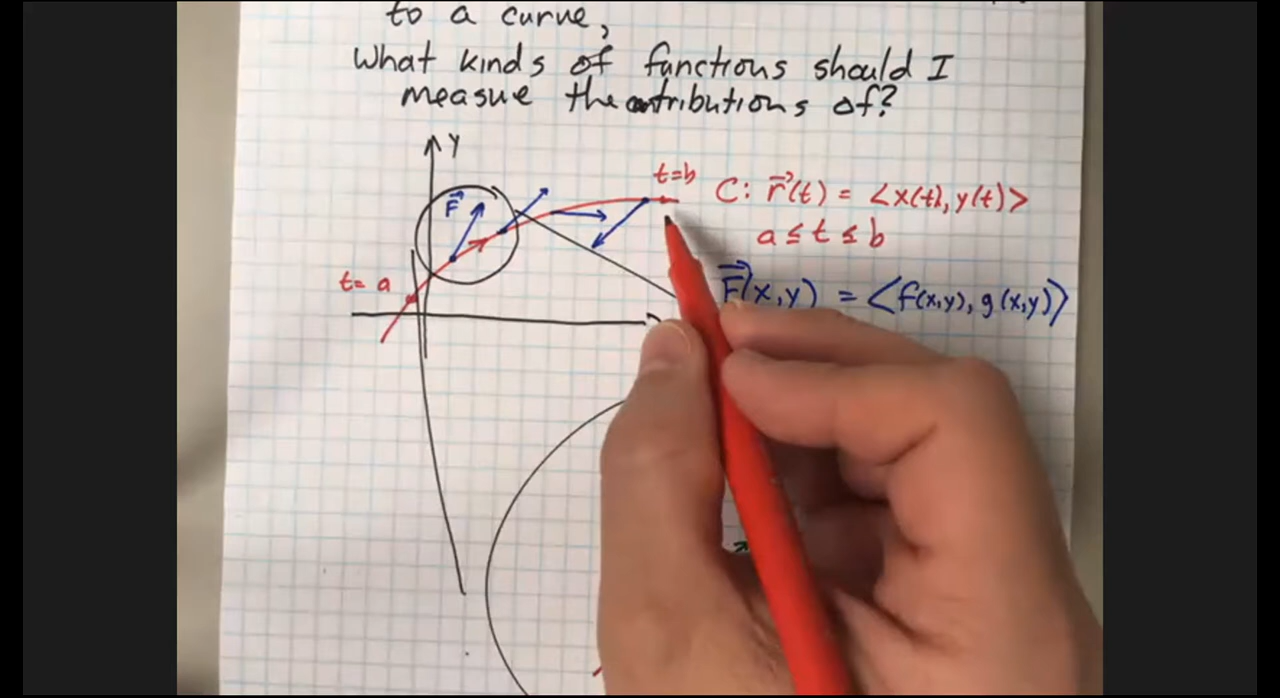 to a curve,
What kinds of functions should I
measue the contributions of?
y
t=b
C: r⃗(t) = <x(t), y(t)>
F⃗
a ≤ t ≤ b
t= a
F⃗(x,y) = <f(x,y), g(x,y)>